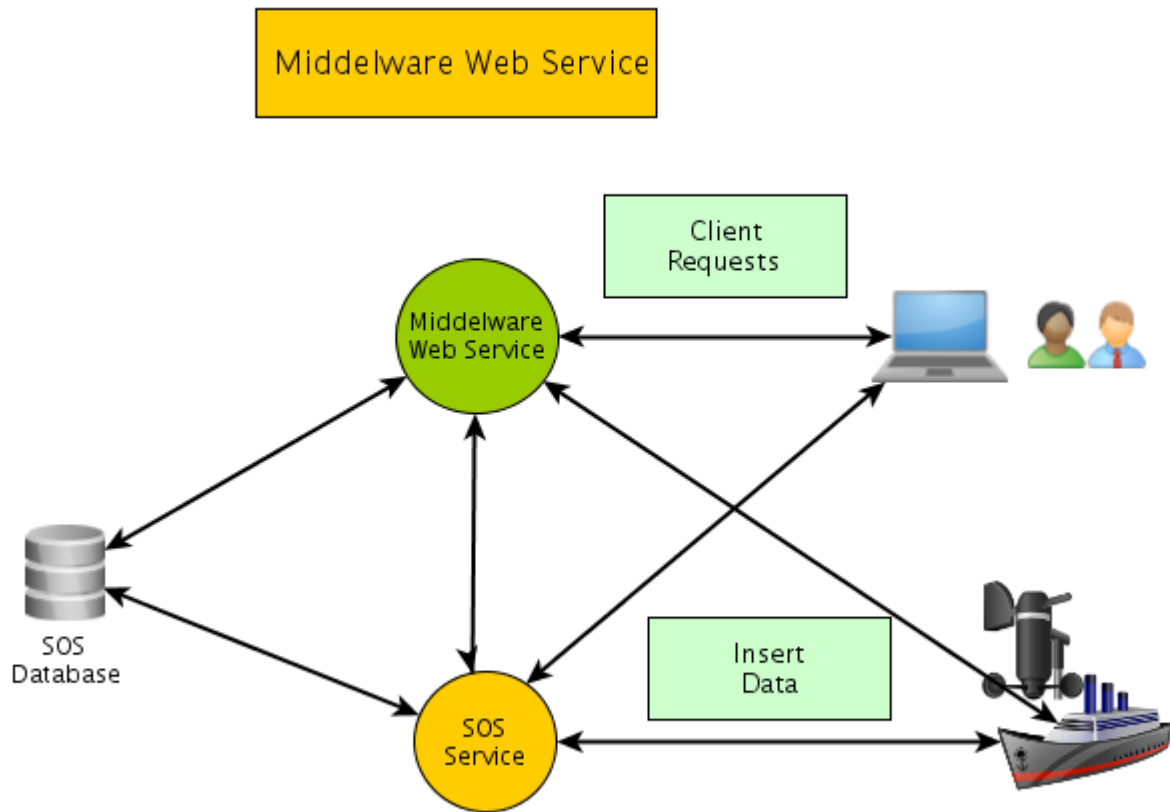 Middelware Web Service
Client
Requests
Middelware
Web Service
SOS
Database
Insert
Data
SOS
Service